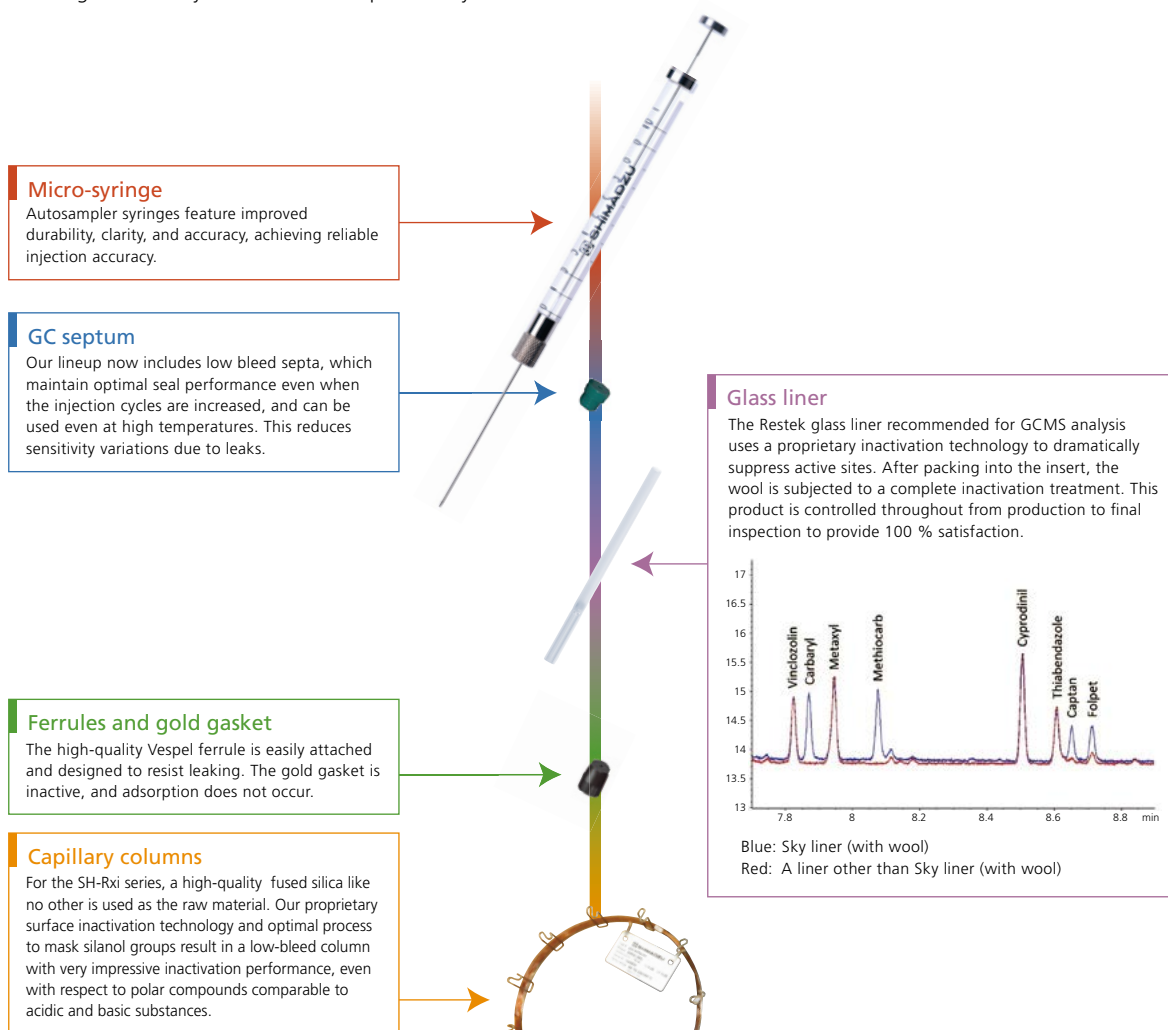 Micro-syringe
Autosampler syringes feature improved
durability, clarity, and accuracy, achieving reliable
injection accuracy.
SHIMADZU
GC septum
Our lineup now includes low bleed septa, which
maintain optimal seal performance even when
the injection cycles are increased, and can be
used even at high temperatures. This reduces
sensitivity variations due to leaks.
Glass liner
The Restek glass liner recommended for GCMS analysis
uses a proprietary inactivation technology to dramatically
suppress active sites. After packing into the insert, the
wool is subjected to a complete inactivation treatment. This
product is controlled throughout from production to final
inspection to provide 100 % satisfaction.
17
16.5
16
15.5
15
14.5
14
13.5
13
Vinclozolin
Carbaryl
Metaxyl
Methiocarb
Cyprodinil
Thiabendazole
Captan
Folpet
7.8 8 8.2 8.4 8.6 8.8 min
Blue: Sky liner (with wool)
Red: A liner other than Sky liner (with wool)
Ferrules and gold gasket
The high-quality Vespel ferrule is easily attached
and designed to resist leaking. The gold gasket is
inactive, and adsorption does not occur.
Capillary columns
For the SH-Rxi series, a high-quality fused silica like
no other is used as the raw material. Our proprietary
surface inactivation technology and optimal process
to mask silanol groups result in a low-bleed column
with very impressive inactivation performance, even
with respect to polar compounds comparable to
acidic and basic substances.